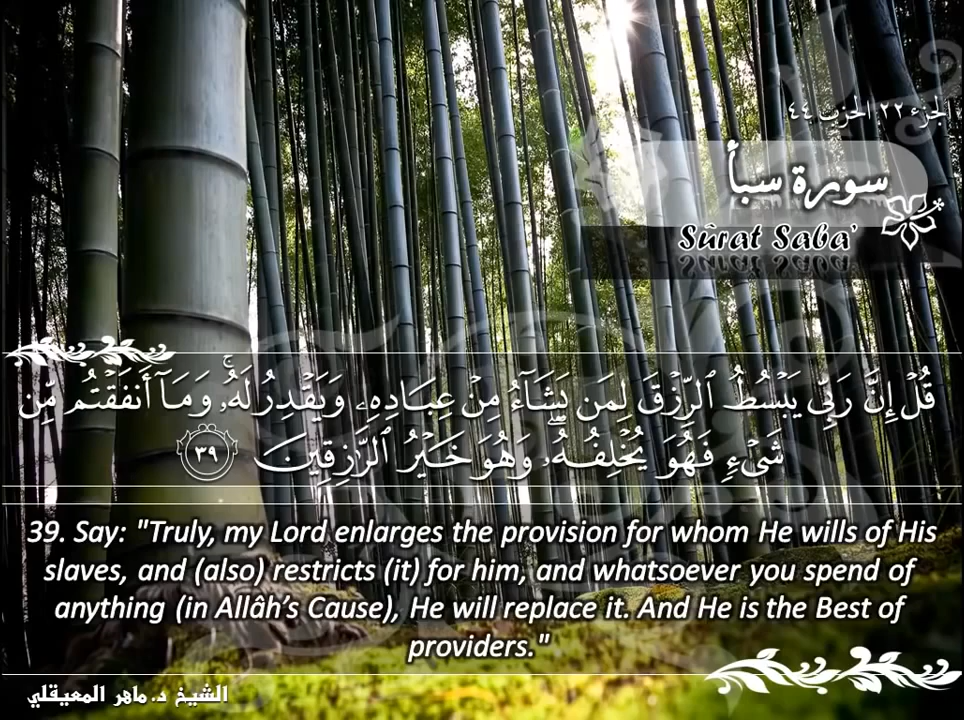 الجزء ٢٢ الحزب ٤٤
سورة سبأ
Sûrat Saba’
قُلْ إِنَّ رَبِّى يَبْسُطُ ٱلرِّزْقَ لِمَن يَشَآءُ مِنْ عِبَادِهِۦ وَيَقْدِرُ لَهُۥ ۚ وَمَآ أَنفَقْتُم مِّن
شَىْءٍ فَهُوَ يُخْلِفُهُۥ ۖ وَهُوَ خَيْرُ ٱلرَّٰزِقِينَ ٣٩
39. Say: "Truly, my Lord enlarges the provision for whom He wills of His
slaves, and (also) restricts (it) for him, and whatsoever you spend of
anything (in Allâh’s Cause), He will replace it. And He is the Best of
providers."
الشيخ د. ماهر المعيقلي